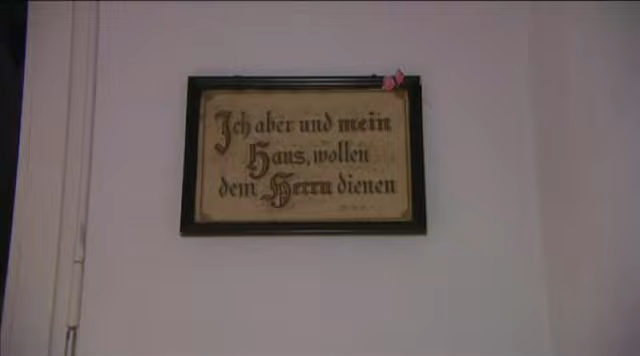 Ich aber und mein
Haus, wollen
dem Herrn dienen